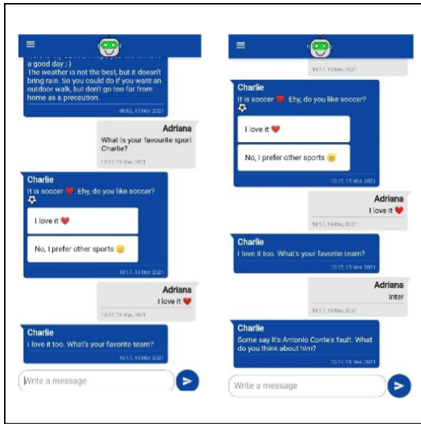 a good day ;-)
The weather is not the best, but it doesn't
bring rain. So you could do if you want an
outdoor walk, but don't go too far from
home as a precaution.
Adriana
What is your favourite sport
Charlie?
Charlie
It is soccer ❤️. Ehy, do you like soccer?
⚽
I love it ❤️
No, I prefer other sports
Adriana
I love it ❤️
Charlie
I love it too. What's your favorite team?
Write a message
Charlie
It is soccer ❤️. Ehy, do you like soccer?
⚽
I love it ❤️
No, I prefer other sports
Adriana
I love it ❤️
Charlie
I love it too. What's your favorite team?
Adriana
Inter
Charlie
Some say it's Antonio Conte's fault. What
do you think about him?
Write a message